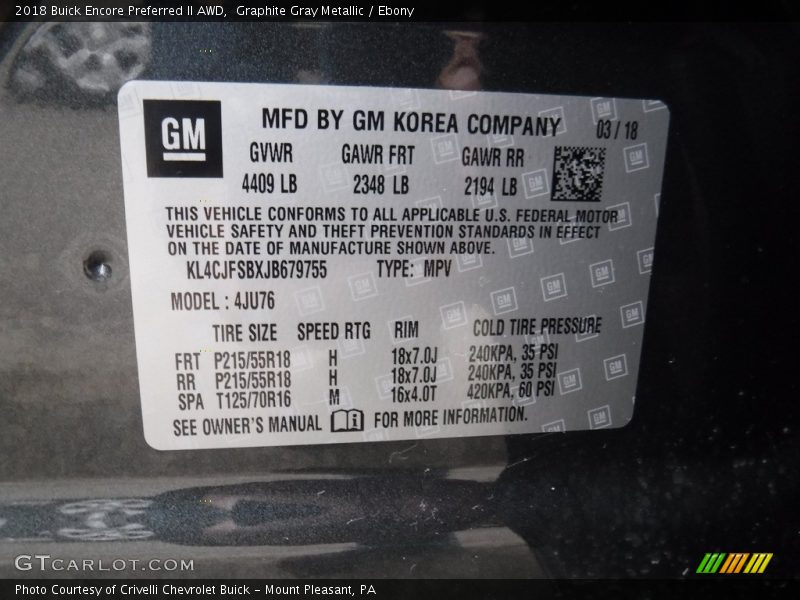 2018 Buick Encore Preferred II AWD,  Graphite Gray Metallic / Ebony
GM
MFD BY GM KOREA COMPANY 03 / 18
GVWR GAWR FRT GAWR RR
4409 LB 2348 LB 2194 LB
THIS VEHICLE CONFORMS TO ALL APPLICABLE U.S. FEDERAL MOTOR
VEHICLE SAFETY AND THEFT PREVENTION STANDARDS IN EFFECT
ON THE DATE OF MANUFACTURE SHOWN ABOVE.
KL4CJFSBXJB679755 TYPE: MPV
MODEL : 4JU76
TIRE SIZE SPEED RTG RIM COLD TIRE PRESSURE
FRT P215/55R18 H 18x7.0J 240KPA, 35 PSI
RR P215/55R18 H 18x7.0J 240KPA, 35 PSI
SPA T125/70R16 M 16x4.0T 420KPA, 60 PSI
SEE OWNER'S MANUAL FOR MORE INFORMATION.
GTCARLOT.COM
Photo Courtesy of Crivelli Chevrolet Buick – Mount Pleasant, PA